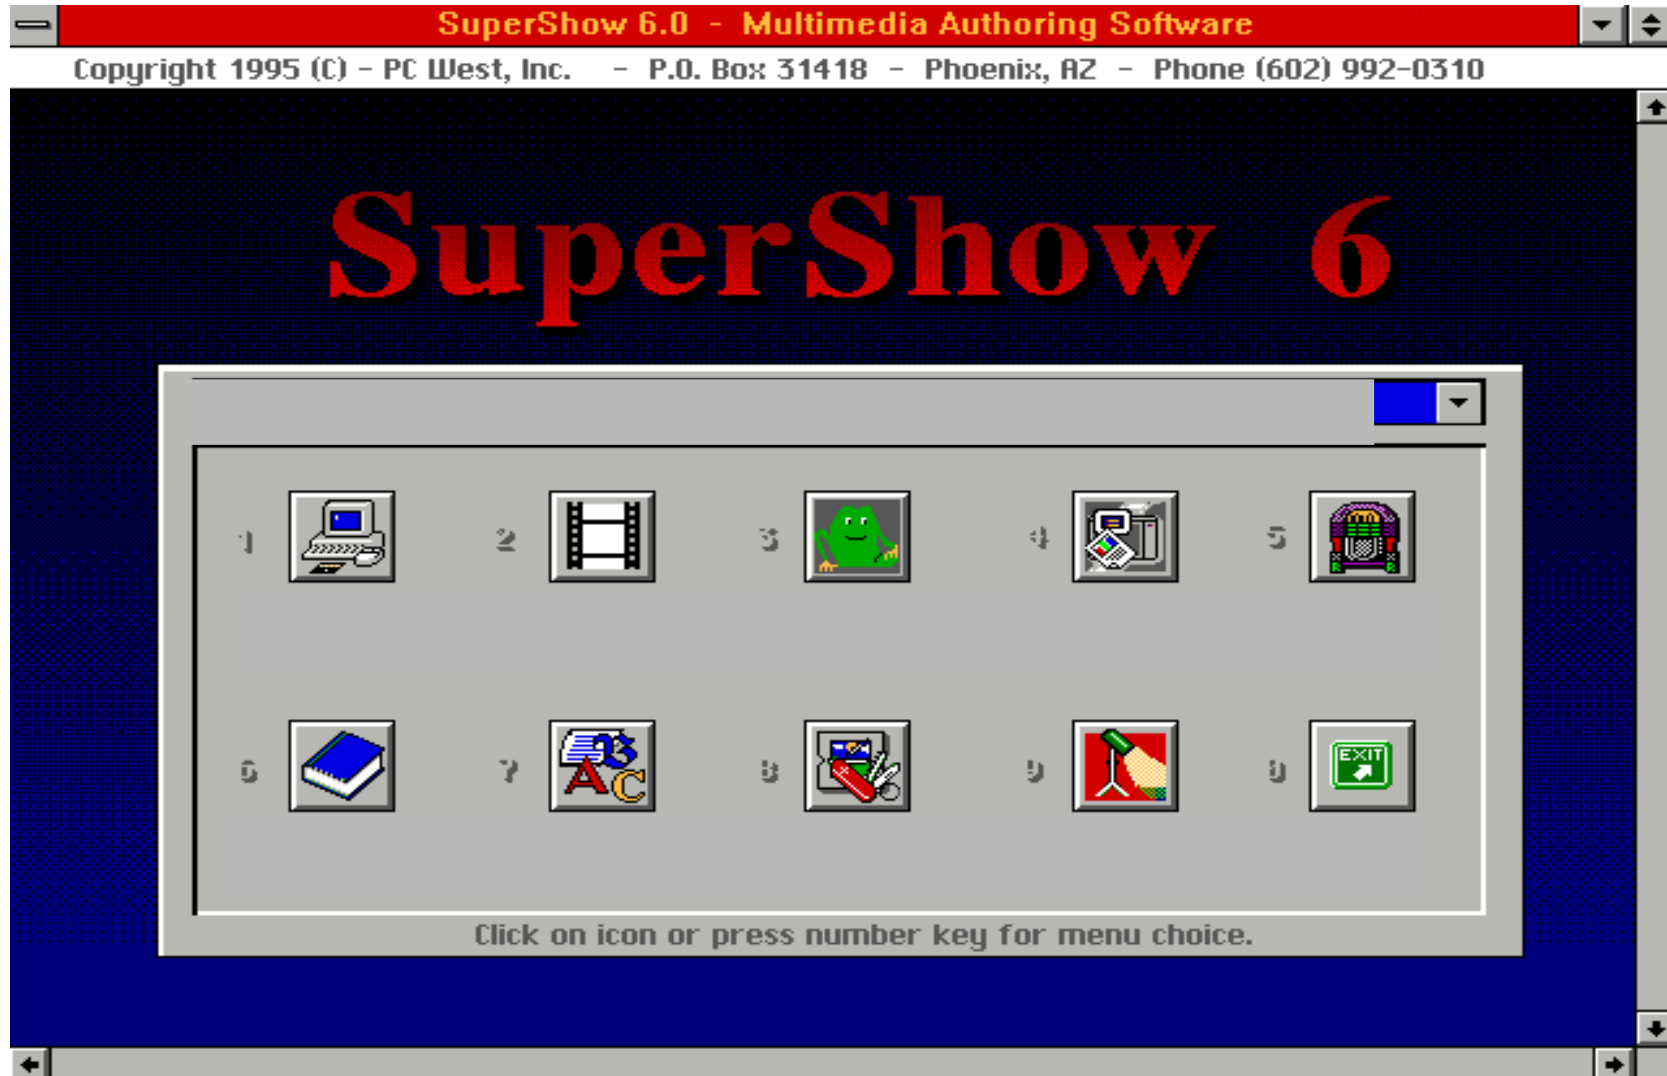 SuperShow 6.0 - Multimedia Authoring Software
Copyright 1995 (C) - PC West, Inc. - P.O. Box 31418 - Phoenix, AZ - Phone (602) 992-0310
SuperShow 6
1 2 3 4 5
6 7 8 9 0
EXIT
Click on icon or press number key for menu choice.